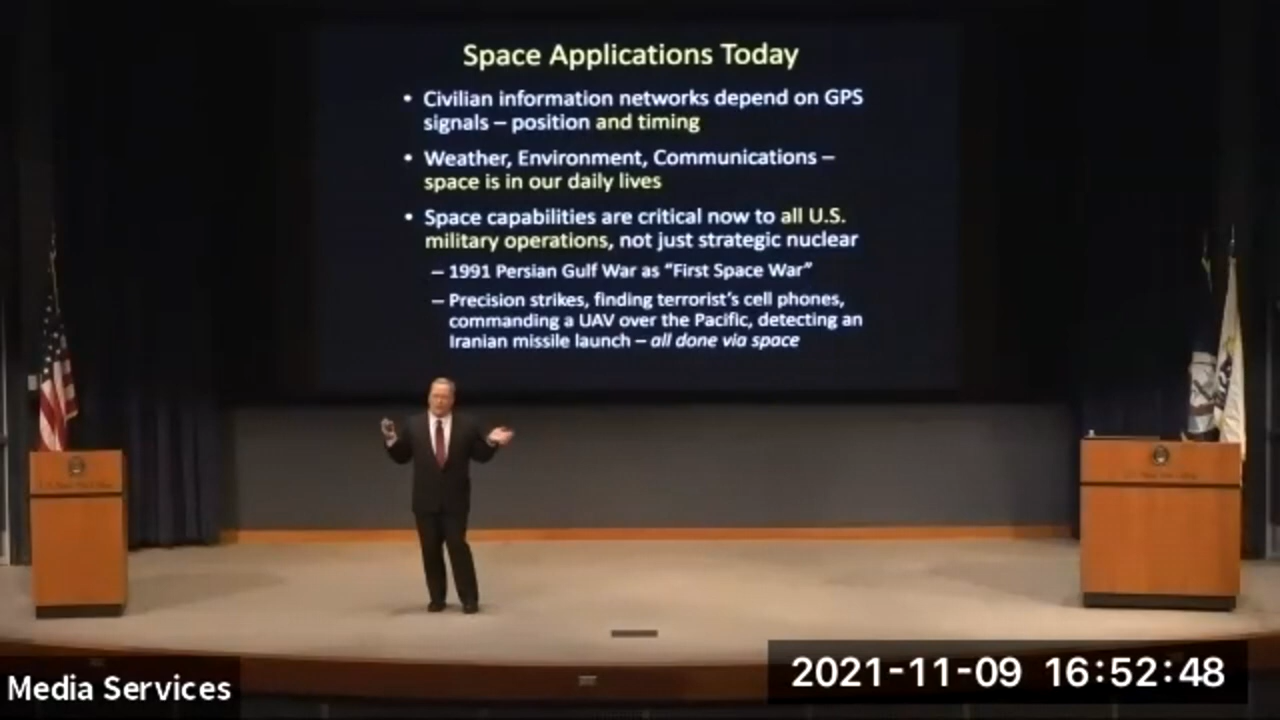 Space Applications Today
• Civilian information networks depend on GPS
signals – position and timing
• Weather, Environment, Communications –
space is in our daily lives
• Space capabilities are critical now to all U.S.
military operations, not just strategic nuclear
– 1991 Persian Gulf War as “First Space War”
– Precision strikes, finding terrorist’s cell phones,
commanding a UAV over the Pacific, detecting an
Iranian missile launch – all done via space
Media Services
2021-11-09 16:52:48